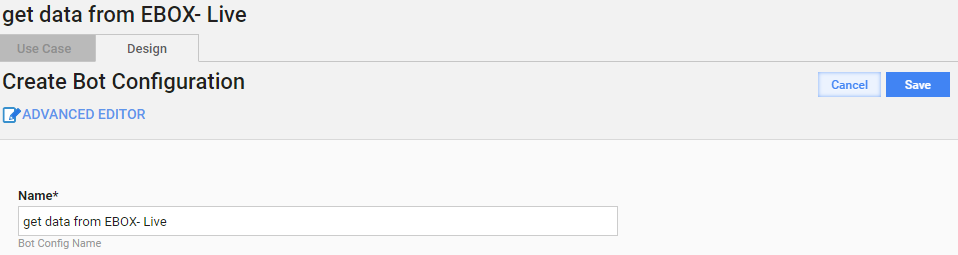 get data from EBOX- Live
Use Case
Design
Create Bot Configuration
Cancel
Save
ADVANCED EDITOR
Name*
get data from EBOX- Live
Bot Config Name